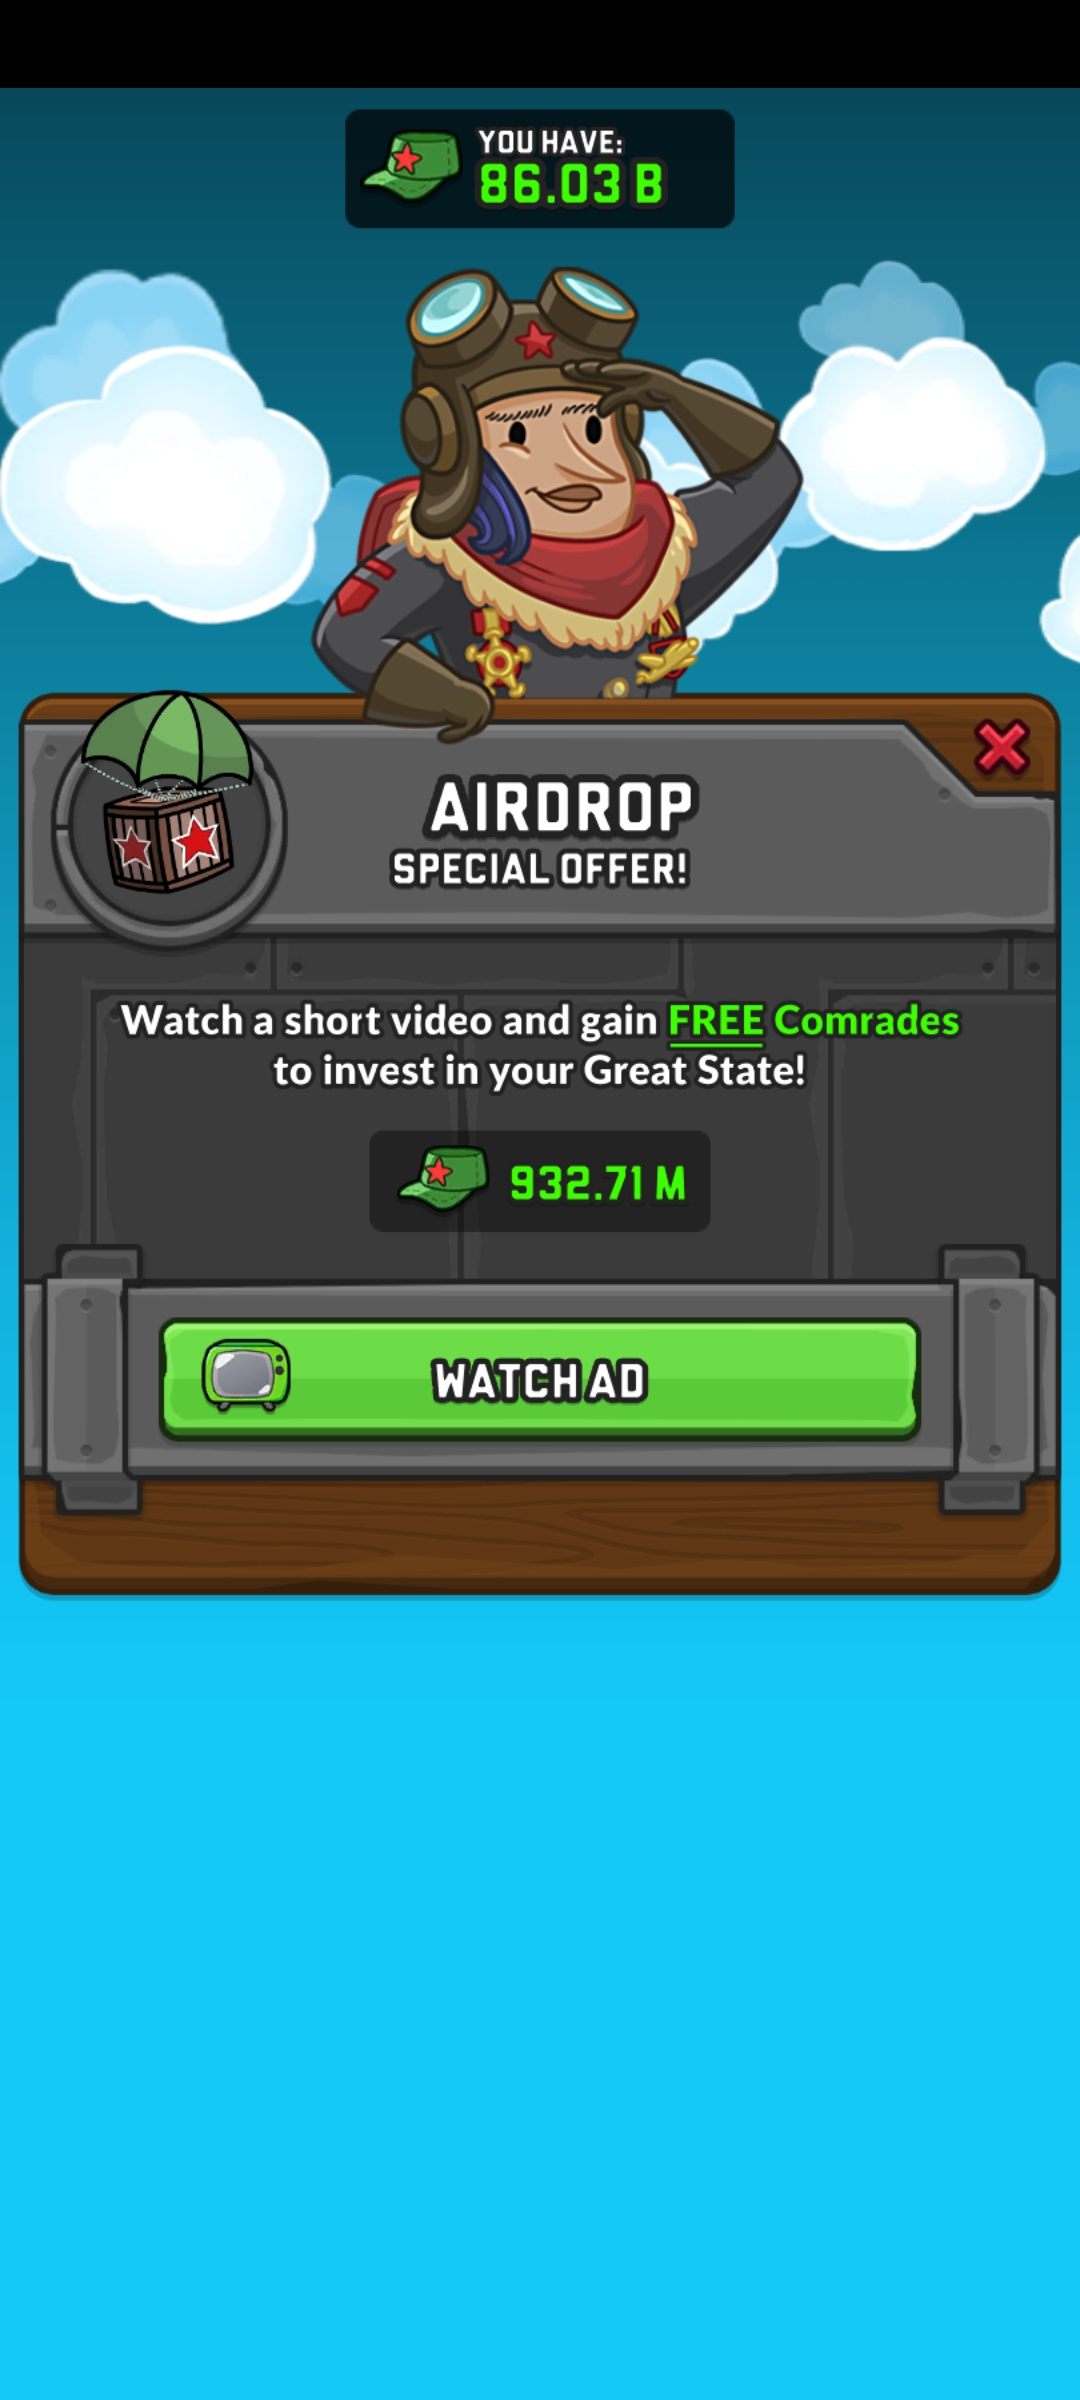 YOU HAVE:
86.03 B
AIRDROP
SPECIAL OFFER!
Watch a short video and gain FREE Comrades
to invest in your Great State!
932.71 M
WATCH AD